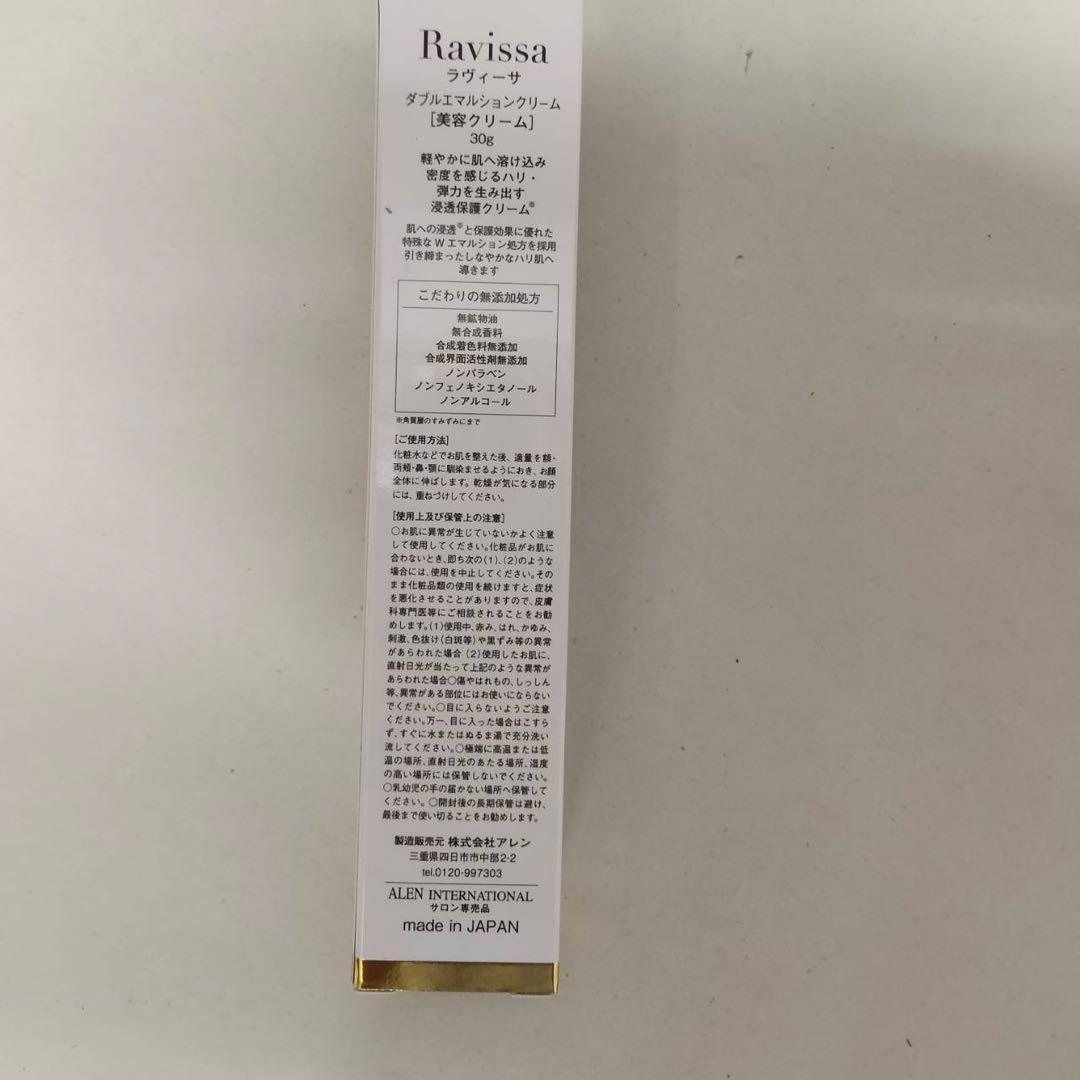 Ravissa
ラヴィーサ
ダブルエマルションクリーム
［美容クリーム］
30g
軽やかに肌へ溶け込み
密度を感じるハリ・
弾力を生み出す
浸透保護クリーム※
肌への浸透※と保護効果に優れた
特殊なWエマルション処方を採用
引き締まったしなやかなハリ肌へ
導きます
こだわりの無添加処方
無鉱物油
無合成香料
合成着色料無添加
合成界面活性剤無添加
ノンパラベン
ノンフェノキシエタノール
ノンアルコール
※角質層のすみずみにまで
［ご使用方法］
化粧水などでお肌を整えた後、適量を額・
両頬・鼻・顎に馴染ませるようにおき、お顔
全体に伸ばします。乾燥が気になる部分
には、重ねづけしてください。
［使用上及び保管上の注意］
○お肌に異常が生じていないかよく注意
して使用してください。化粧品がお肌に
合わないとき、即ち次の(1)、(2)のような
場合には、使用を中止してください。その
まま化粧品類の使用を続けますと、症状
を悪化させることがありますので、皮膚
科専門医等にご相談されることをお勧
めします。(1)使用中、赤み、はれ、かゆみ、
刺激、色抜け(白斑等)や黒ずみ等の異常
があらわれた場合 (2)使用したお肌に、
直射日光が当たって上記のような異常が
あらわれた場合○傷やはれもの、しっしん
等、異常がある部位にはお使いにならない
でください。○目に入らないようご注意
ください。万一、目に入った場合はこすら
ず、すぐに水またはぬるま湯で充分洗い
流してください。○極端に高温または低
温の場所、直射日光のあたる場所、湿度
の高い場所には保管しないでください。
○乳幼児の手の届かない場所へ保管して
ください。○開封後の長期保管は避け、
最後まで使い切ることをお勧めします。
製造販売元 株式会社アレン
三重県四日市市中部2-2
tel.0120-997303
ALEN INTERNATIONAL
サロン専売品
made in JAPAN